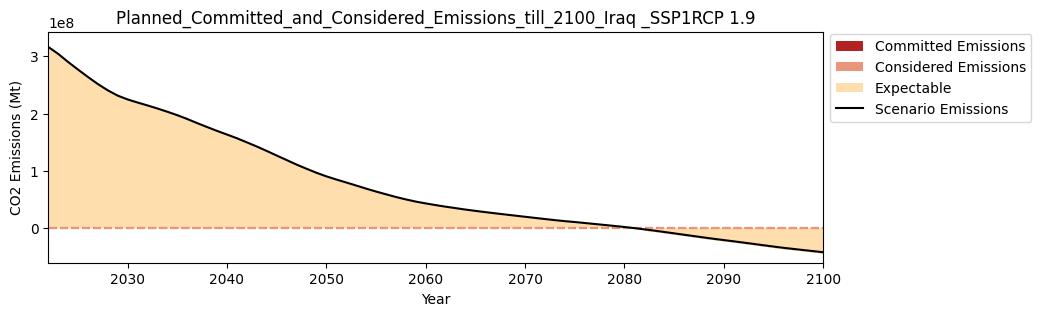 Planned_Committed_and_Considered_Emissions_till_2100_Iraq _SSP1RCP 1.9
1e8
CO2 Emissions (Mt)
3
2
1
0
2030 2040 2050 2060 2070 2080 2090 2100
Year
Committed Emissions
Considered Emissions
Expectable
Scenario Emissions